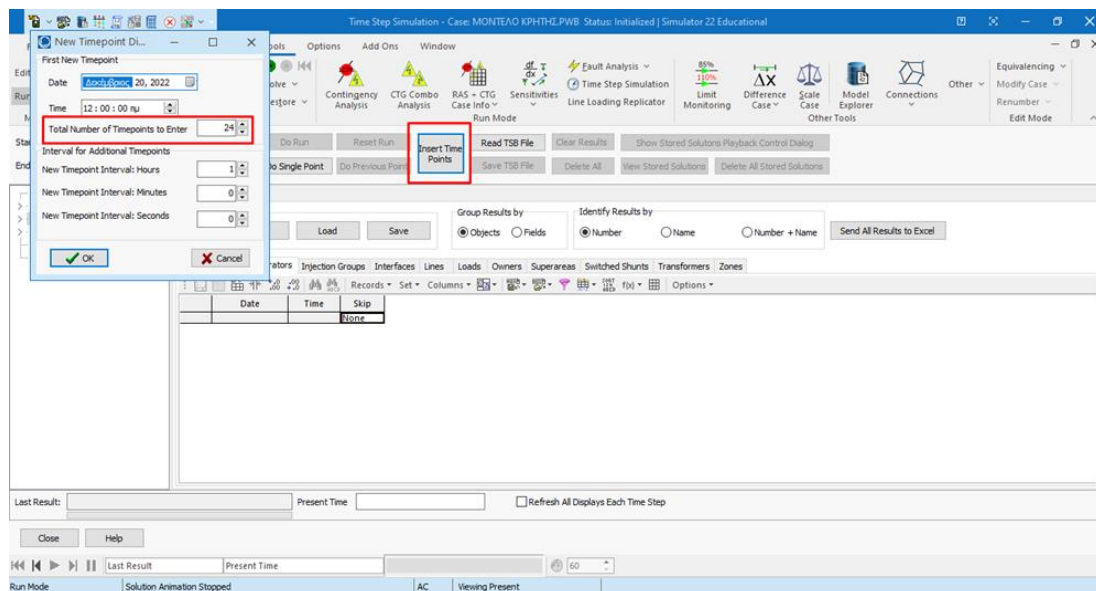 Time Step Simulation - Case: ΜΟΝΤΕΛΟ ΚΡΗΤΗΣ.PWB Status: Initialized | Simulator 22 Educational
New Timepoint Di...
Options Add Ons Window
First New Timepoint
Date Δεκέμβριος 20, 2022
Time 12 : 00 : 00 πμ
Total Number of Timepoints to Enter 24
Interval for Additional Timepoints
New Timepoint Interval: Hours 1
New Timepoint Interval: Minutes 0
New Timepoint Interval: Seconds 0
OK Cancel
Contingency Analysis
CTG Combo Analysis
RAS + CTG Case Info
Sensitivities
Fault Analysis
Time Step Simulation
Line Loading Replicator
Run Mode
85%
110%
Limit Monitoring
ΔX
Difference Case
Scale Case
Model Explorer
Connections
Other
Other Tools
Equivalencing
Modify Case
Renumber
Edit Mode
Do Run Reset Run Insert Time Points Read TSB File Clear Results Show Stored Solutons Playback Control Dialog
Do Single Point Do Previous Point Save TSB File Delete All View Stored Solutions Delete All Stored Solutions
Load Save
Group Results by
Objects Fields
Identify Results by
Number Name Number + Name
Send All Results to Excel
Injection Groups Interfaces Lines Loads Owners Superareas Switched Shunts Transformers Zones
Records Set Columns f(x) Options
Date Time Skip
None
Last Result: Present Time Refresh All Displays Each Time Step
Close Help
Last Result Present Time 60
Run Mode Solution Animation Stopped AC Viewing Present